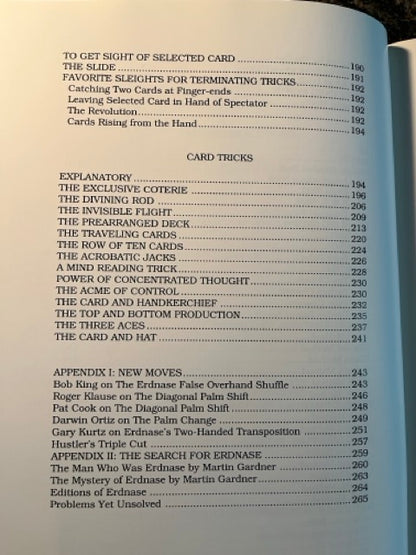 TO GET SIGHT OF SELECTED CARD ........ 190
THE SLIDE ........ 191
FAVORITE SLEIGHTS FOR TERMINATING TRICKS ........ 192
Catching Two Cards at Finger-ends ........ 192
Leaving Selected Card in Hand of Spectator ........ 192
The Revolution ........ 192
Cards Rising from the Hand ........ 194
CARD TRICKS
EXPLANATORY ........ 194
THE EXCLUSIVE COTERIE ........ 196
THE DIVINING ROD ........ 206
THE INVISIBLE FLIGHT ........ 209
THE PREARRANGED DECK ........ 213
THE TRAVELING CARDS ........ 220
THE ROW OF TEN CARDS ........ 224
THE ACROBATIC JACKS ........ 226
A MIND READING TRICK ........ 228
POWER OF CONCENTRATED THOUGHT ........ 230
THE ACME OF CONTROL ........ 230
THE CARD AND HANDKERCHIEF ........ 232
THE TOP AND BOTTOM PRODUCTION ........ 235
THE THREE ACES ........ 237
THE CARD AND HAT ........ 241
APPENDIX I: NEW MOVES ........ 243
Bob King on The Erdnase False Overhand Shuffle ........ 243
Roger Klause on The Diagonal Palm Shift ........ 246
Pat Cook on The Diagonal Palm Shift ........ 248
Darwin Ortiz on The Palm Change ........ 249
Gary Kurtz on Erdnase's Two-Handed Transposition ........ 251
Hustler's Triple Cut ........ 257
APPENDIX II: THE SEARCH FOR ERDNASE ........ 259
The Man Who Was Erdnase by Martin Gardner ........ 260
The Mystery of Erdnase by Martin Gardner ........ 263
Editions of Erdnase ........ 264
Problems Yet Unsolved ........ 265